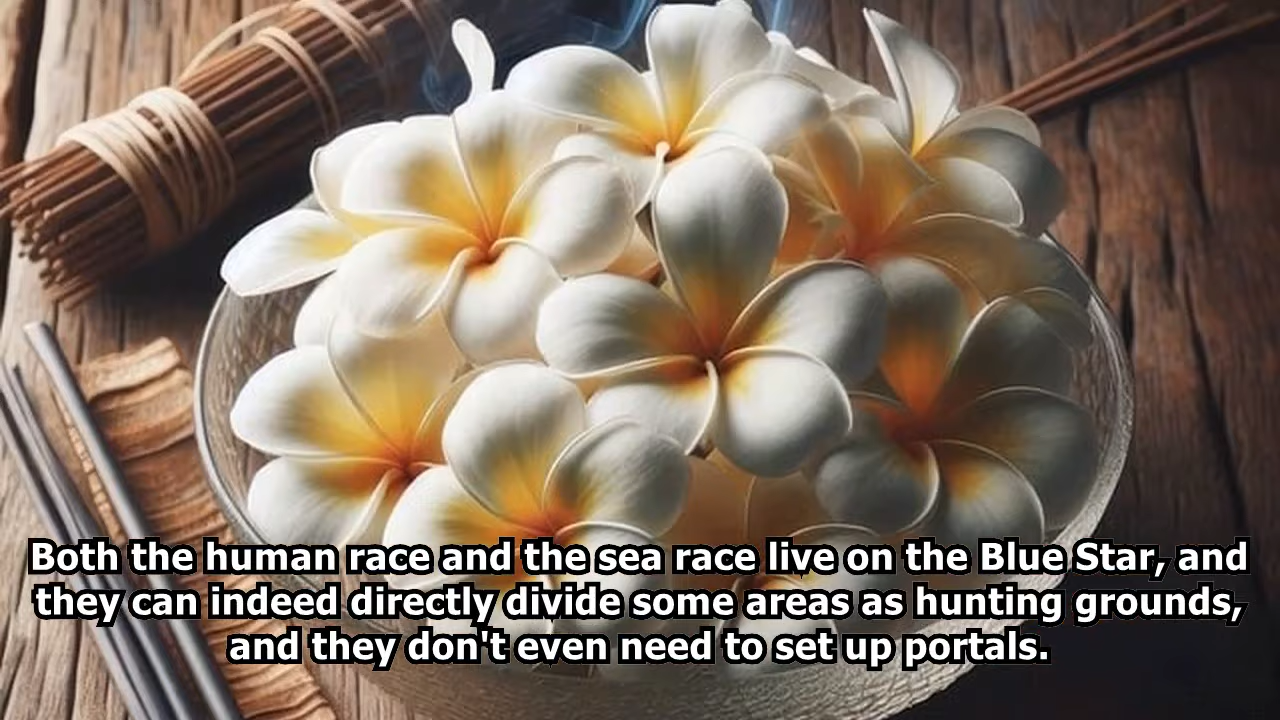 Both the human race and the sea race live on the Blue Star, and
they can indeed directly divide some areas as hunting grounds,
and they don't even need to set up portals.